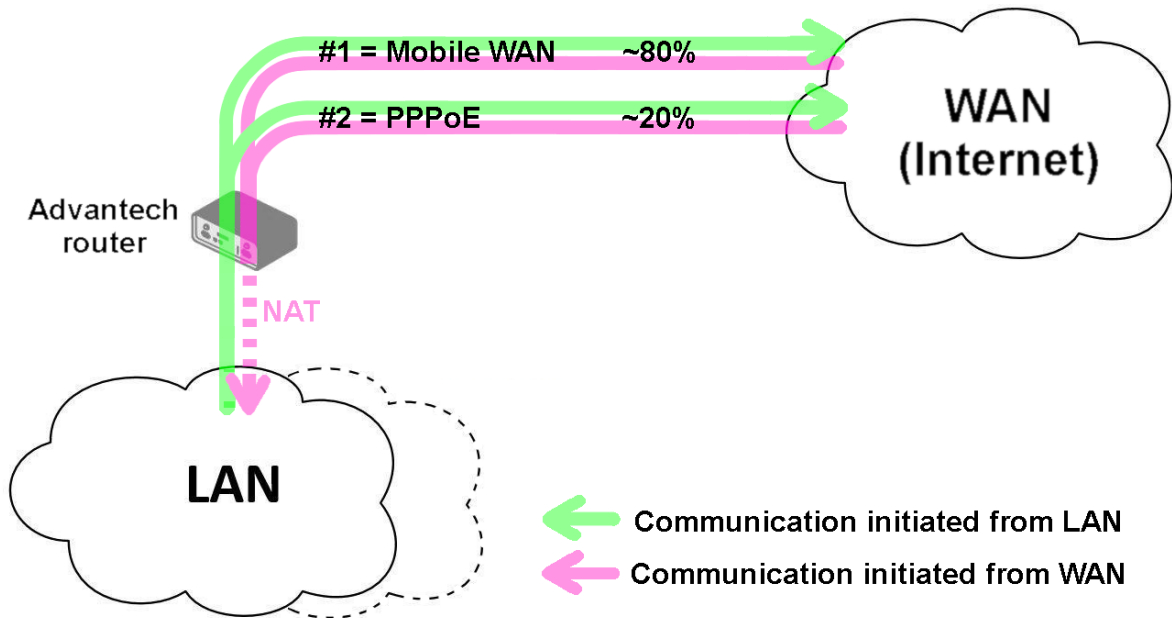 #1 = Mobile WAN ~80%
#2 = PPPoE ~20%
WAN
(Internet)
Advantech
router
NAT
LAN
Communication initiated from LAN
Communication initiated from WAN